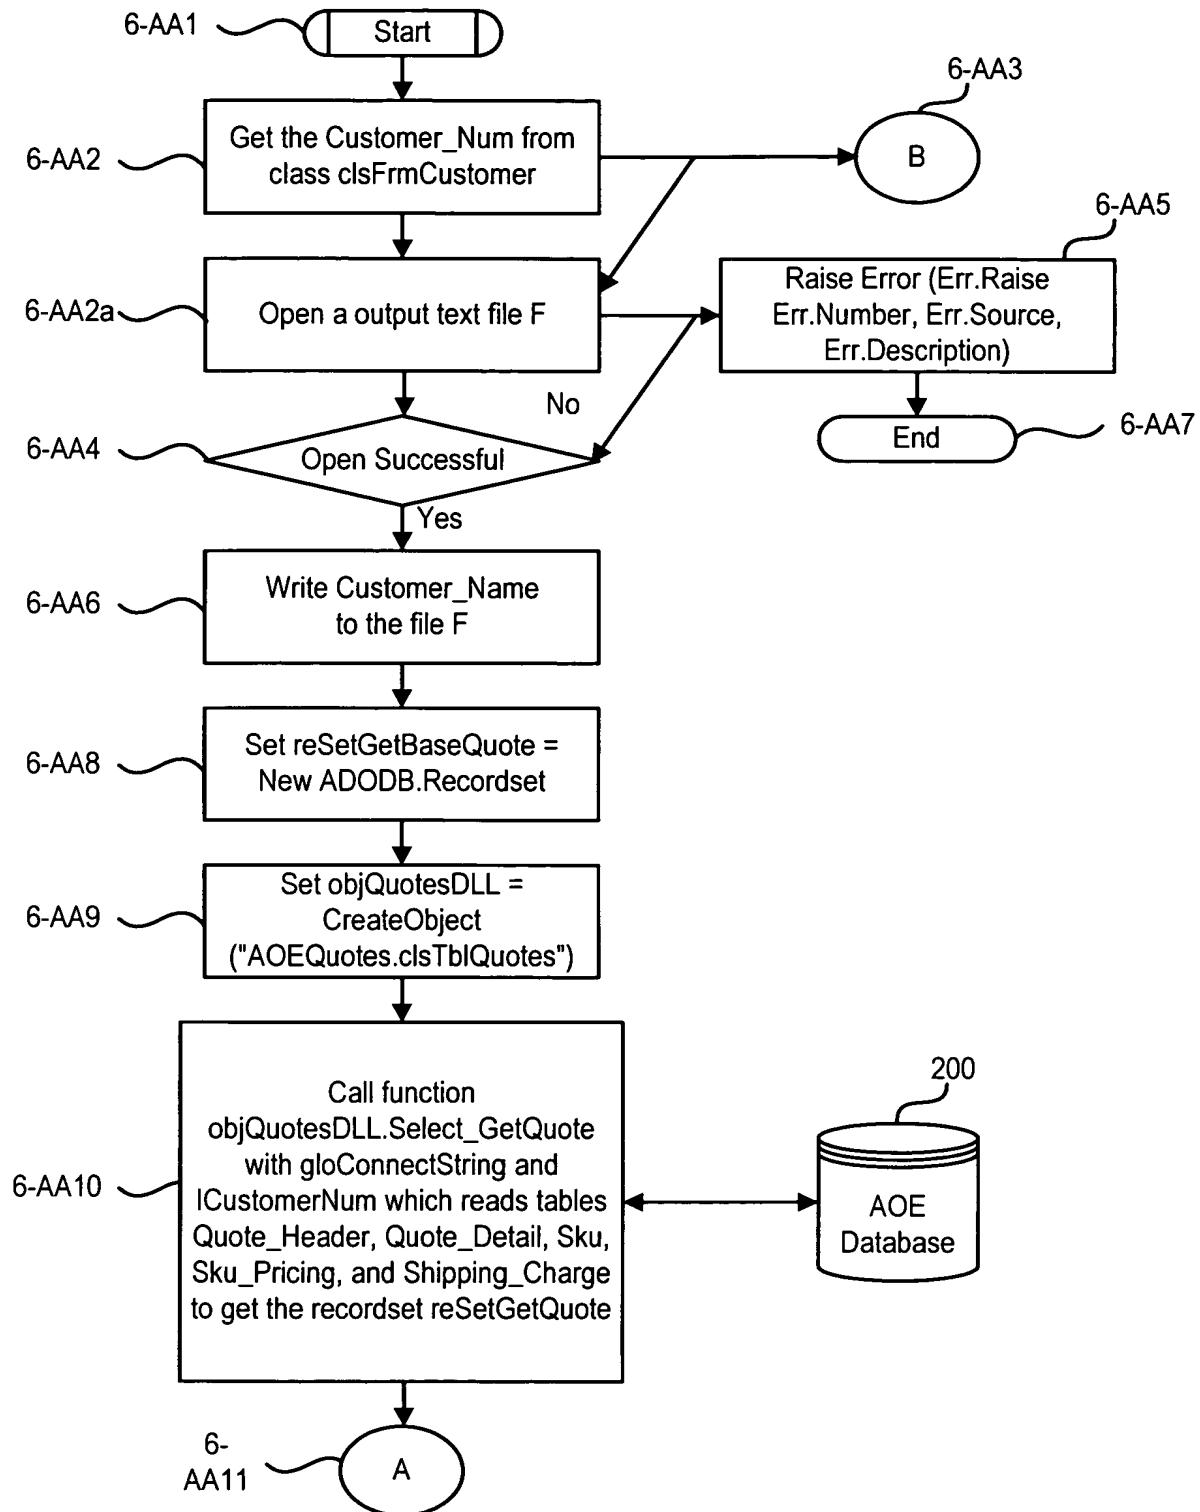 6-AA1
Start
6-AA3
B
6-AA2
Get the Customer_Num from
class clsFrmCustomer
6-AA5
6-AA2a
Open a output text file F
Raise Error (Err.Raise
Err.Number, Err.Source,
Err.Description)
No
End
6-AA7
6-AA4
Open Successful
Yes
6-AA6
Write Customer_Name
to the file F
6-AA8
Set reSetGetBaseQuote =
New ADODB.Recordset
6-AA9
Set objQuotesDLL =
CreateObject
("AOEQuotes.clsTblQuotes")
6-AA10
Call function
objQuotesDLL.Select_GetQuote
with gloConnectString and
lCustomerNum which reads tables
Quote_Header, Quote_Detail, Sku,
Sku_Pricing, and Shipping_Charge
to get the recordset reSetGetQuote
200
AOE
Database
6-
AA11
A